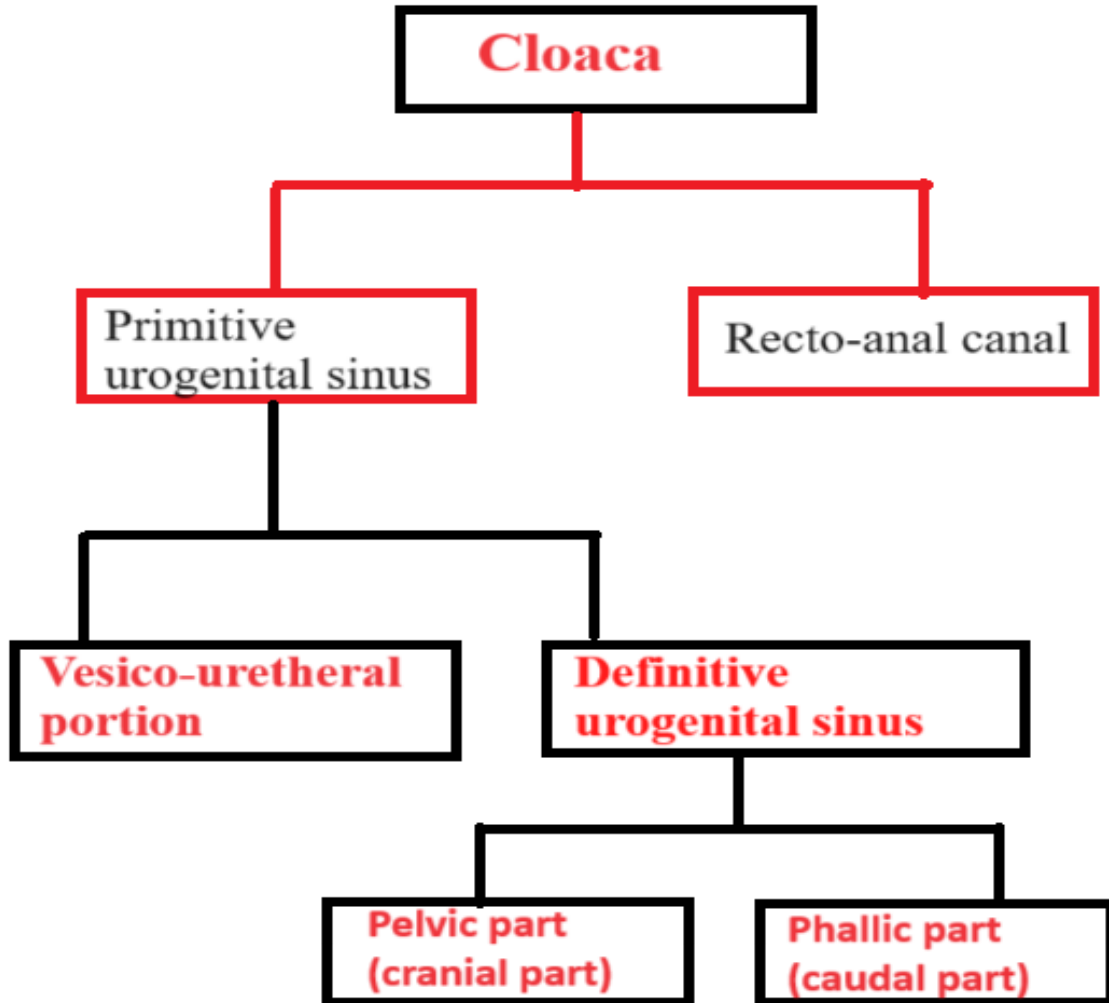 Cloaca
Primitive
urogenital sinus
Recto-anal canal
Vesico-uretheral
portion
Definitive
urogenital sinus
Pelvic part
(cranial part)
Phallic part
(caudal part)